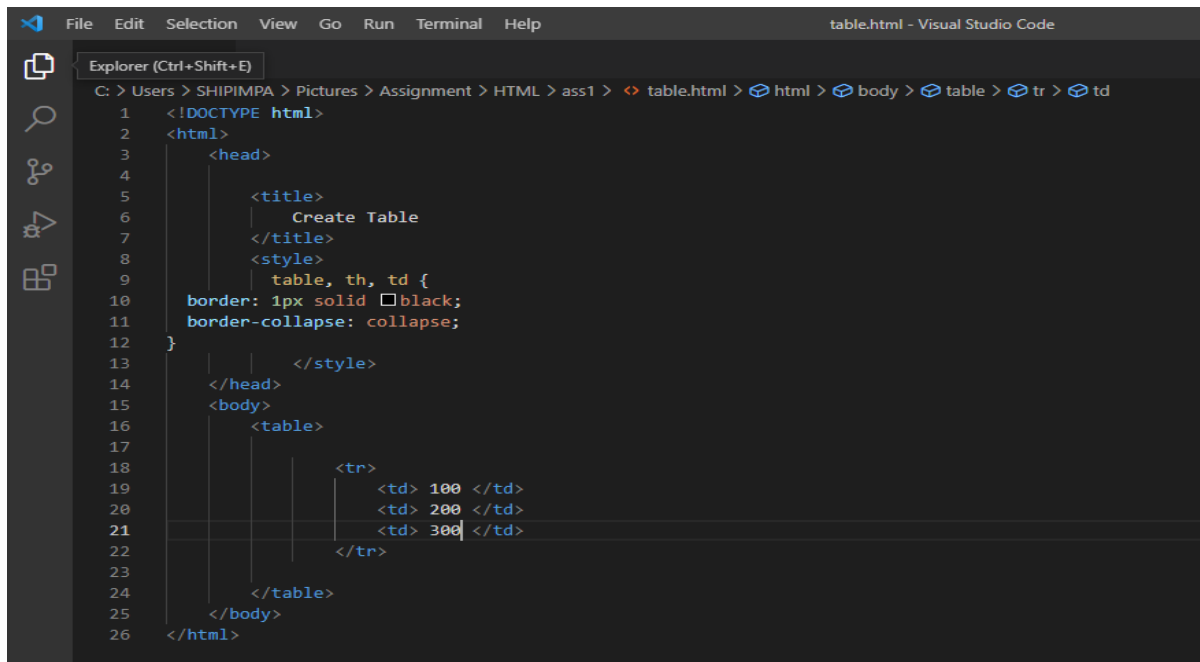 File Edit Selection View Go Run Terminal Help table.html - Visual Studio Code
Explorer (Ctrl+Shift+E)
C: > Users > SHIPIMPA > Pictures > Assignment > HTML > ass1 > <> table.html > html > body > table > tr > td
1 <!DOCTYPE html>
2 <html>
3 <head>
4
5 <title>
6 Create Table
7 </title>
8 <style>
9 table, th, td {
10 border: 1px solid black;
11 border-collapse: collapse;
12 }
13 </style>
14 </head>
15 <body>
16 <table>
17
18 <tr>
19 <td> 100 </td>
20 <td> 200 </td>
21 <td> 300 </td>
22 </tr>
23
24 </table>
25 </body>
26 </html>